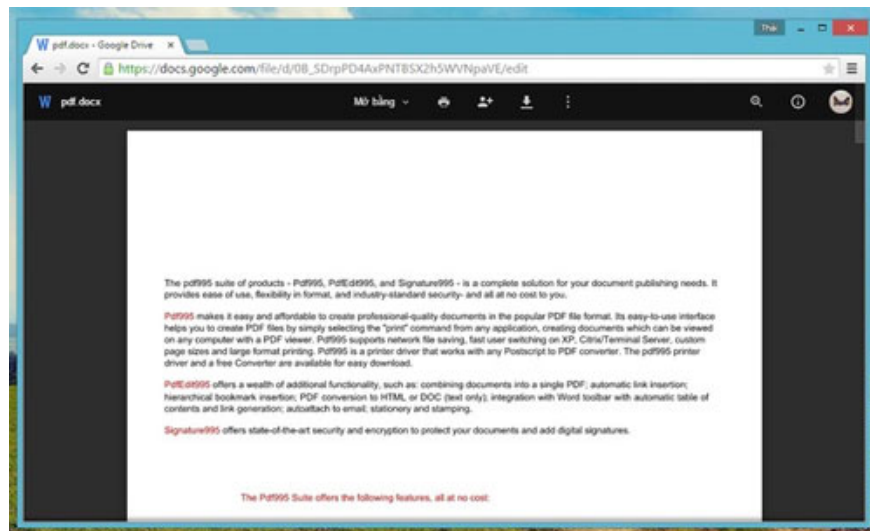 Thái
pdf.docx - Google Drive
https://docs.google.com/file/d/0B_SDrpPD4AxPNT8SX2h5WVNpaVE/edit
W pdf.docx
Mở bằng
The pdf995 suite of products - Pdf995, PdfEdit995, and Signature995 - is a complete solution for your document publishing needs. It
provides ease of use, flexibility in format, and industry-standard security- and all at no cost to you.
Pdf995 makes it easy and affordable to create professional-quality documents in the popular PDF file format. Its easy-to-use interface
helps you to create PDF files by simply selecting the "print" command from any application, creating documents which can be viewed
on any computer with a PDF viewer. Pdf995 supports network file saving, fast user switching on XP, Citrix/Terminal Server, custom
page sizes and large format printing. Pdf995 is a printer driver that works with any Postscript to PDF converter. The pdf995 printer
driver and a free Converter are available for easy download.
PdfEdit995 offers a wealth of additional functionality, such as: combining documents into a single PDF; automatic link insertion;
hierarchical bookmark insertion; PDF conversion to HTML or DOC (text only); integration with Word toolbar with automatic table of
contents and link generation; autoattach to email; stationery and stamping.
Signature995 offers state-of-the-art security and encryption to protect your documents and add digital signatures.
The Pdf995 Suite offers the following features, all at no cost: